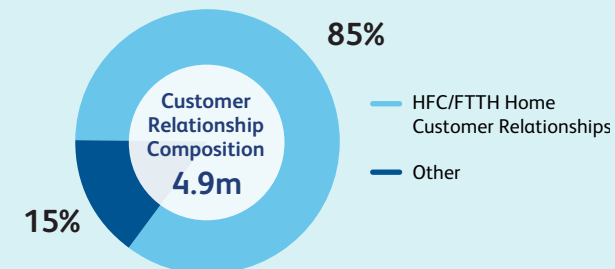 85%
Customer
Relationship
Composition
4.9m
HFC/FTTH Home
Customer Relationships
Other
15%